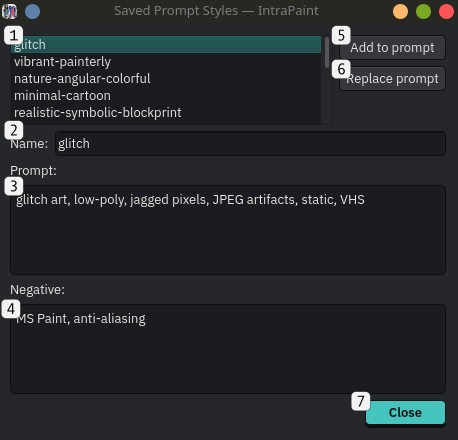 Saved Prompt Styles — IntraPaint
1
glitch
vibrant-painterly
nature-angular-colorful
minimal-cartoon
realistic-symbolic-blockprint
5
Add to prompt
6
Replace prompt
2
Name: glitch
Prompt:
3
glitch art, low-poly, jagged pixels, JPEG artifacts, static, VHS
Negative:
4
MS Paint, anti-aliasing
7
Close